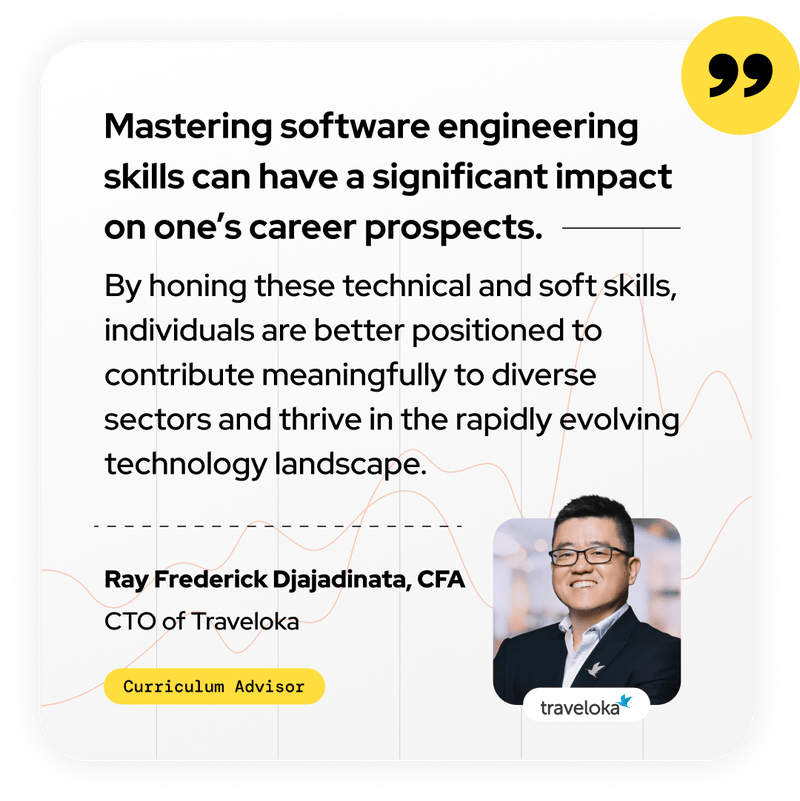 ”
Mastering software engineering
skills can have a significant impact
on one’s career prospects.
By honing these technical and soft skills,
individuals are better positioned to
contribute meaningfully to diverse
sectors and thrive in the rapidly evolving
technology landscape.
Ray Frederick Djajadinata, CFA
CTO of Traveloka
Curriculum Advisor
traveloka